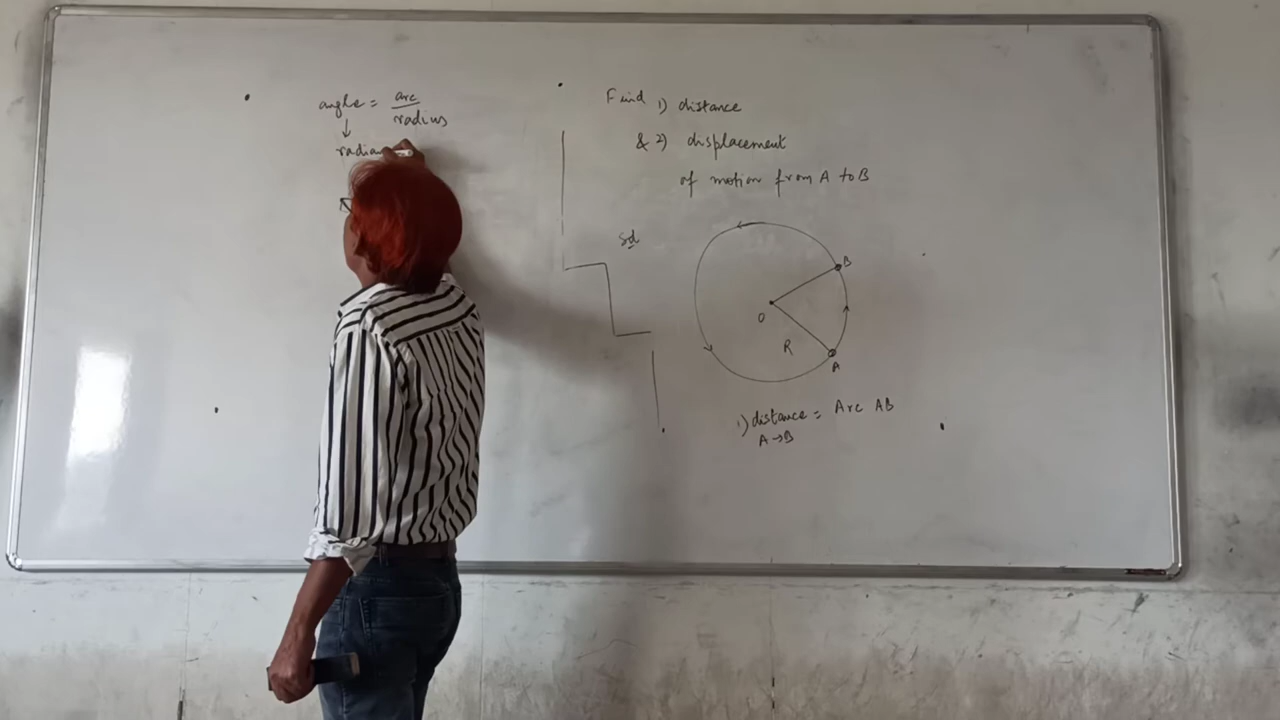 angle = arc
radius
↓
radian
Find 1) distance
& 2) displacement
of motion from A to B
Sol
B
O
R
A
1) distance = Arc AB
A→B